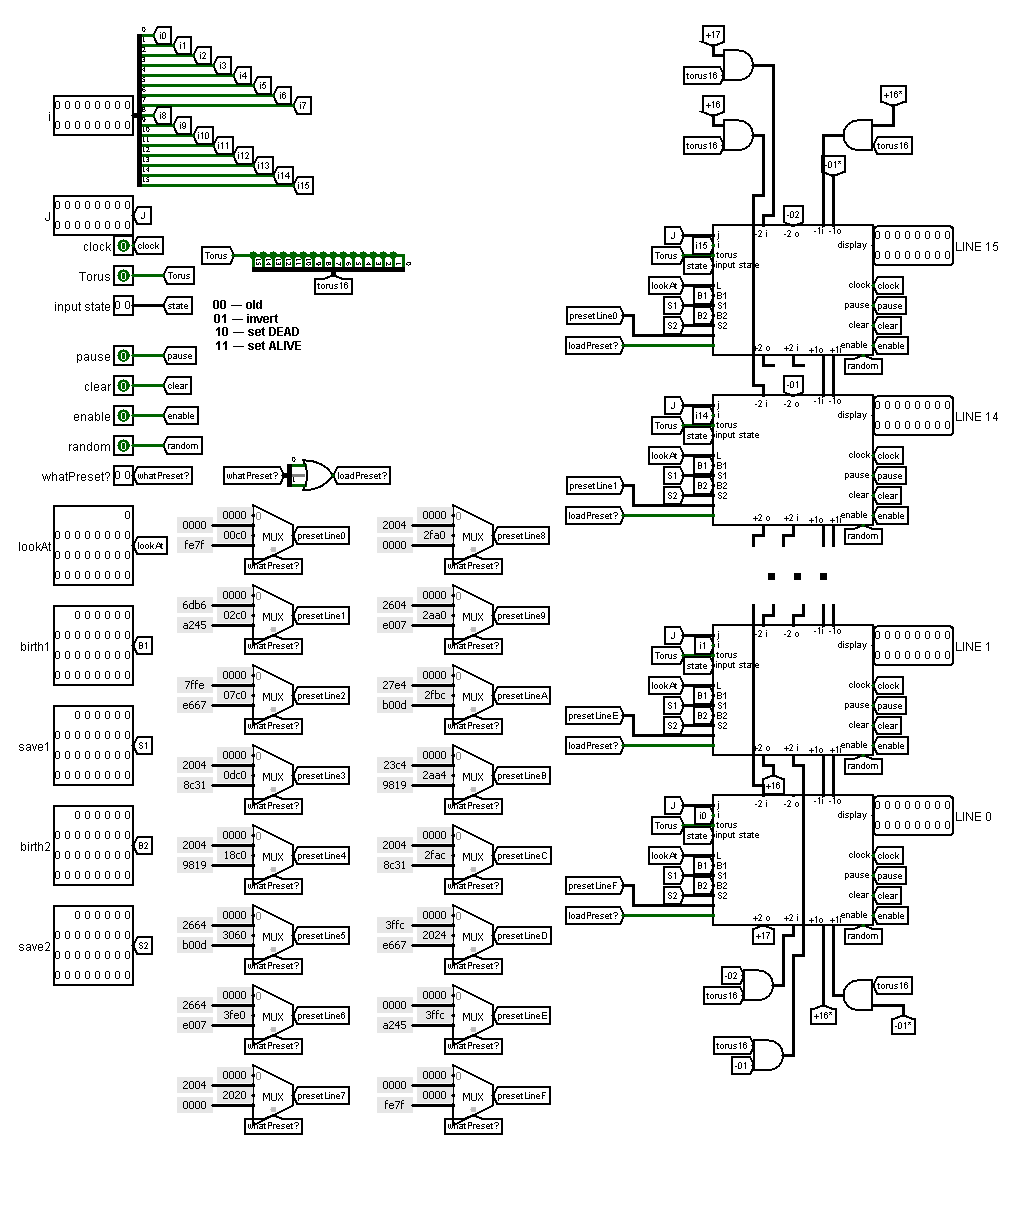 i
0 0 0 0 0 0 0 0
0 0 0 0 0 0 0 0
i0
i1
i2
i3
i4
i5
i6
i7
i8
i9
i10
i11
i12
i13
i14
i15
J
0 0 0 0 0 0 0 0
0 0 0 0 0 0 0 0
J
clock 0 clock
Torus 0 Torus
input state 0 0 state
Torus
torus16
00 — old
01 — invert
10 — set DEAD
11 — set ALIVE
pause 0 pause
clear 0 clear
enable 0 enable
random 0 random
whatPreset? 0 0 whatPreset?
whatPreset? loadPreset?
lookAt
0
0 0 0 0 0 0 0 0
0 0 0 0 0 0 0 0
0 0 0 0 0 0 0 0
lookAt
birth1
0 0 0 0 0 0
0 0 0 0 0 0 0 0
0 0 0 0 0 0 0 0
0 0 0 0 0 0 0 0
B1
save1
0 0 0 0 0 0
0 0 0 0 0 0 0 0
0 0 0 0 0 0 0 0
0 0 0 0 0 0 0 0
S1
birth2
0 0 0 0 0 0
0 0 0 0 0 0 0 0
0 0 0 0 0 0 0 0
0 0 0 0 0 0 0 0
B2
save2
0 0 0 0 0 0
0 0 0 0 0 0 0 0
0 0 0 0 0 0 0 0
0 0 0 0 0 0 0 0
S2
0000
0000 00c0 MUX presetLine0
fe7f
whatPreset?
0000
6db6 02c0 MUX presetLine1
a245
whatPreset?
0000
7ffe 07c0 MUX presetLine2
e667
whatPreset?
0000
2004 0dc0 MUX presetLine3
8c31
whatPreset?
0000
2004 18c0 MUX presetLine4
9819
whatPreset?
0000
2664 3060 MUX presetLine5
b00d
whatPreset?
0000
2664 3fe0 MUX presetLine6
e007
whatPreset?
0000
2004 2020 MUX presetLine7
0000
whatPreset?
0000
2004 2fa0 MUX presetLine8
0000
whatPreset?
0000
2604 2aa0 MUX presetLine9
e007
whatPreset?
0000
27e4 2fbc MUX presetLineA
b00d
whatPreset?
0000
23c4 2aa4 MUX presetLineB
9819
whatPreset?
0000
2004 2fac MUX presetLineC
8c31
whatPreset?
0000
3ffc 2024 MUX presetLineD
e667
whatPreset?
0000
0000 3ffc MUX presetLineE
a245
whatPreset?
0000
0000 0000 MUX presetLineF
fe7f
whatPreset?
+17
torus16
+16
torus16
+16*
torus16
-01*
-02
-2 i -2 o -1i -1o
J j
i15 i
Torus torus
state input state
lookAt L
B1 B1
S1 S1
B2 B2
S2 S2
presetLine0
loadPreset?
display
0 0 0 0 0 0 0 0
0 0 0 0 0 0 0 0
LINE 15
clock clock
pause pause
clear clear
enable enable
random
+2 o +2 i +1o +1i
-01
-2 i -2 o -1i -1o
J j
i14 i
Torus torus
state input state
lookAt L
B1 B1
S1 S1
B2 B2
S2 S2
presetLine1
loadPreset?
display
0 0 0 0 0 0 0 0
0 0 0 0 0 0 0 0
LINE 14
clock clock
pause pause
clear clear
enable enable
random
+2 o +2 i +1o +1i
-2 i -2 o -1i -1o
J j
i1 i
Torus torus
state input state
lookAt L
B1 B1
S1 S1
B2 B2
S2 S2
presetLineE
loadPreset?
display
0 0 0 0 0 0 0 0
0 0 0 0 0 0 0 0
LINE 1
clock clock
pause pause
clear clear
enable enable
random
+2 o +2 i +1o +1i
+16
-2 i -2 o -1i -1o
J j
i0 i
Torus torus
state input state
lookAt L
B1 B1
S1 S1
B2 B2
S2 S2
presetLineF
loadPreset?
display
0 0 0 0 0 0 0 0
0 0 0 0 0 0 0 0
LINE 0
clock clock
pause pause
clear clear
enable enable
random
+2 o +2 i +1o +1i
+17
-02
torus16
torus16
+16*
-01*
torus16
-01